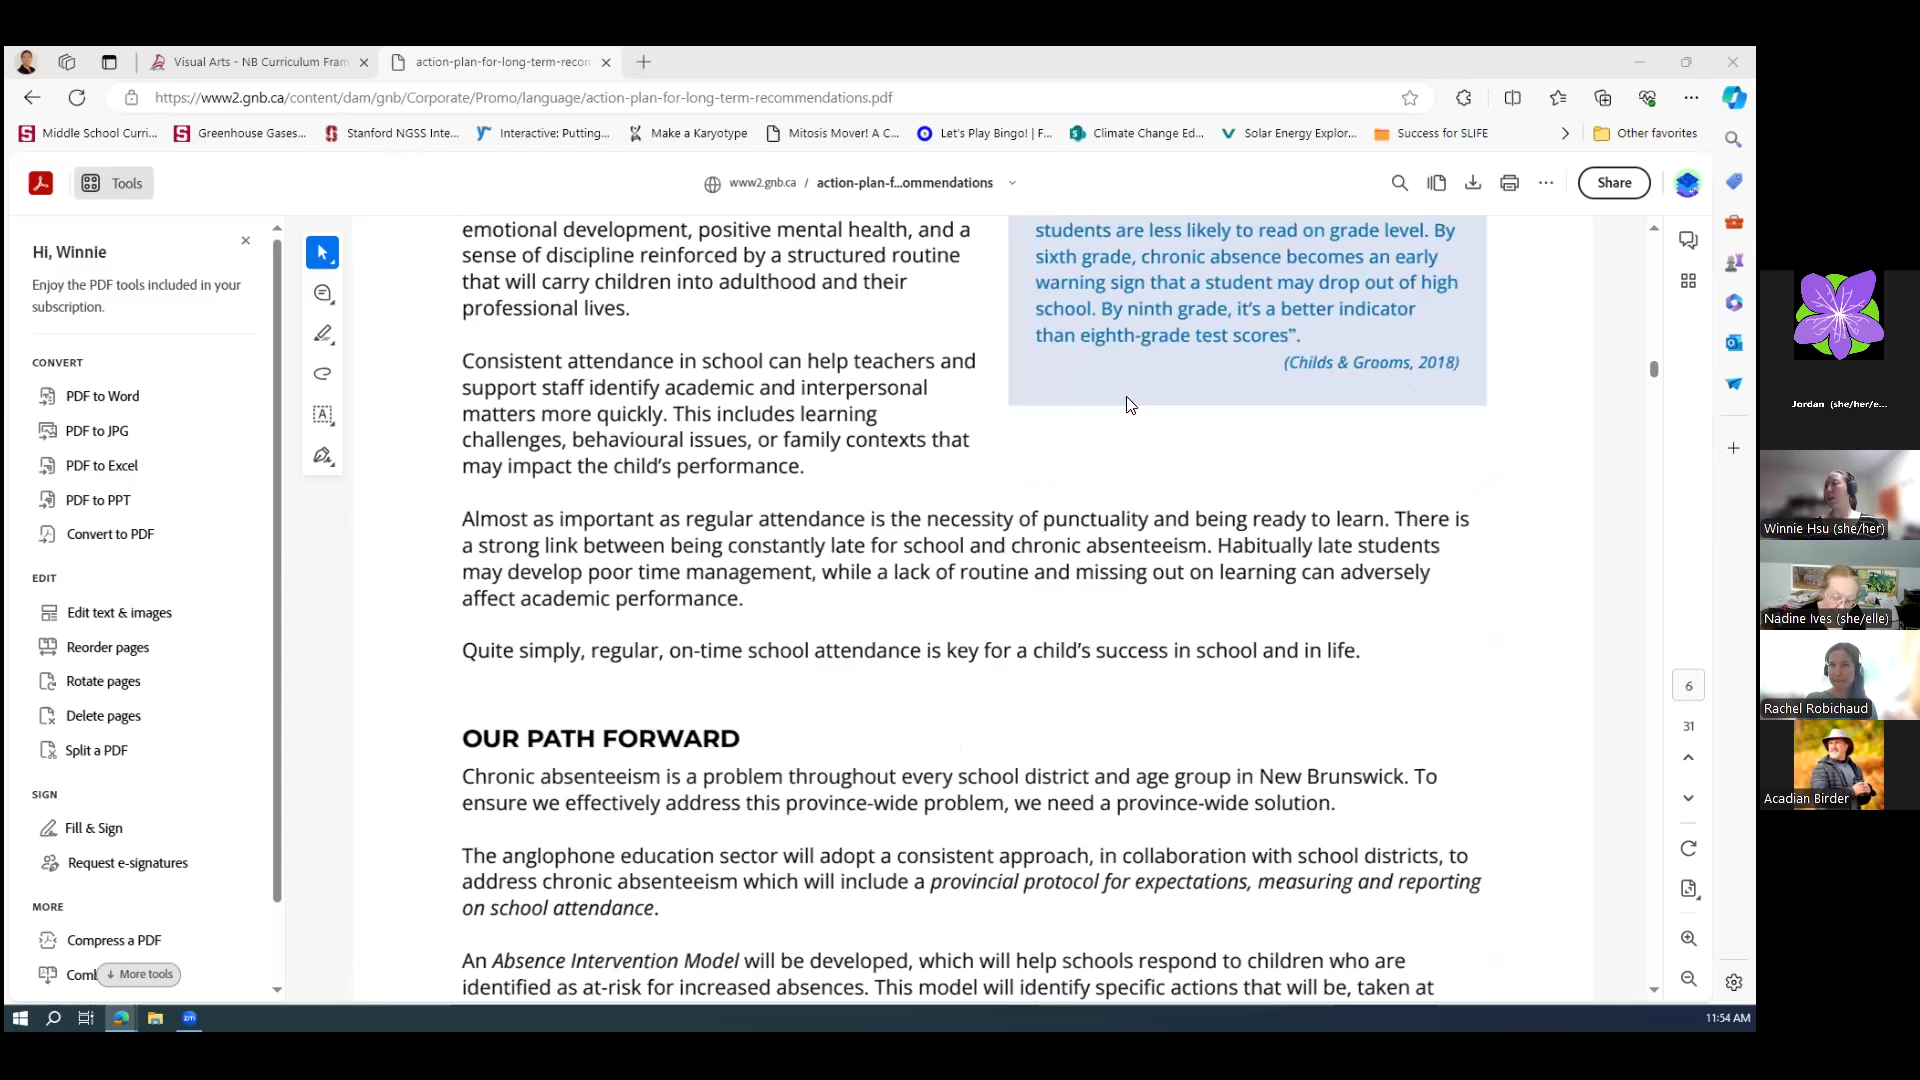 Visual Arts - NB Curriculum Fram
action-plan-for-long-term-recon
https://www2.gnb.ca/content/dam/gnb/Corporate/Promo/language/action-plan-for-long-term-recommendations.pdf
Middle School Curri...
Greenhouse Gases...
Stanford NGSS Inte...
Interactive: Putting...
Make a Karyotype
Mitosis Mover! A C...
Let's Play Bingo! | F...
Climate Change Ed...
Solar Energy Explor...
Success for SLIFE
Other favorites
Tools
www2.gnb.ca / action-plan-f...ommendations
Share
Hi, Winnie
Enjoy the PDF tools included in your
subscription.
CONVERT
PDF to Word
PDF to JPG
PDF to Excel
PDF to PPT
Convert to PDF
EDIT
Edit text & images
Reorder pages
Rotate pages
Delete pages
Split a PDF
SIGN
Fill & Sign
Request e-signatures
MORE
Compress a PDF
Coml
More tools
emotional development, positive mental health, and a
sense of discipline reinforced by a structured routine
that will carry children into adulthood and their
professional lives.
Consistent attendance in school can help teachers and
support staff identify academic and interpersonal
matters more quickly. This includes learning
challenges, behavioural issues, or family contexts that
may impact the child's performance.
students are less likely to read on grade level. By
sixth grade, chronic absence becomes an early
warning sign that a student may drop out of high
school. By ninth grade, it's a better indicator
than eighth-grade test scores".
(Childs & Grooms, 2018)
Almost as important as regular attendance is the necessity of punctuality and being ready to learn. There is
a strong link between being constantly late for school and chronic absenteeism. Habitually late students
may develop poor time management, while a lack of routine and missing out on learning can adversely
affect academic performance.
Quite simply, regular, on-time school attendance is key for a child's success in school and in life.
OUR PATH FORWARD
Chronic absenteeism is a problem throughout every school district and age group in New Brunswick. To
ensure we effectively address this province-wide problem, we need a province-wide solution.
The anglophone education sector will adopt a consistent approach, in collaboration with school districts, to
address chronic absenteeism which will include a provincial protocol for expectations, measuring and reporting
on school attendance.
An Absence Intervention Model will be developed, which will help schools respond to children who are
identified as at-risk for increased absences. This model will identify specific actions that will be, taken at
6
31
zm
11:54 AM
Jordan (she/her/e...
Winnie Hsu (she/her)
Nadine Ives (she/elle)
Rachel Robichaud
Acadian Birder